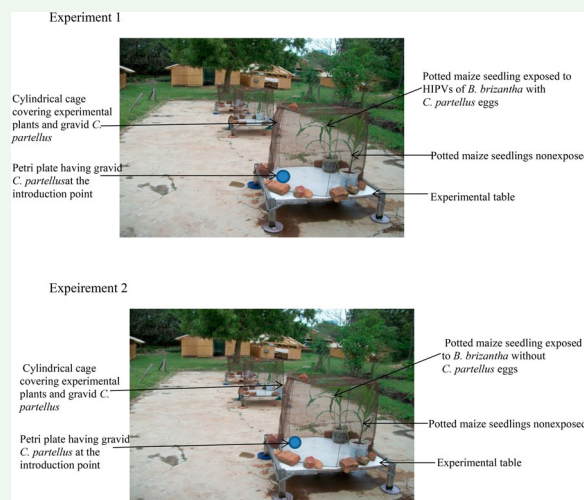 Experiment 1
Cylindrical cage
covering experimental
plants and gravid C.
partellus
Petri plate having gravid
C. partellusat the
introduction point
Potted maize seedling exposed to
HIPVs of B. brizantha with
C. partellus eggs
Potted maize seedlings nonexposed
Experimental table
Expeirement 2
Cylindrical cage
covering experimental
plants and gravid C.
partellus
Petri plate having gravid
C. partellus at the
introduction point
Potted maize seedling exposed
to B. brizantha without
C. partellus eggs
Potted maize seedlings nonexposed
Experimental table